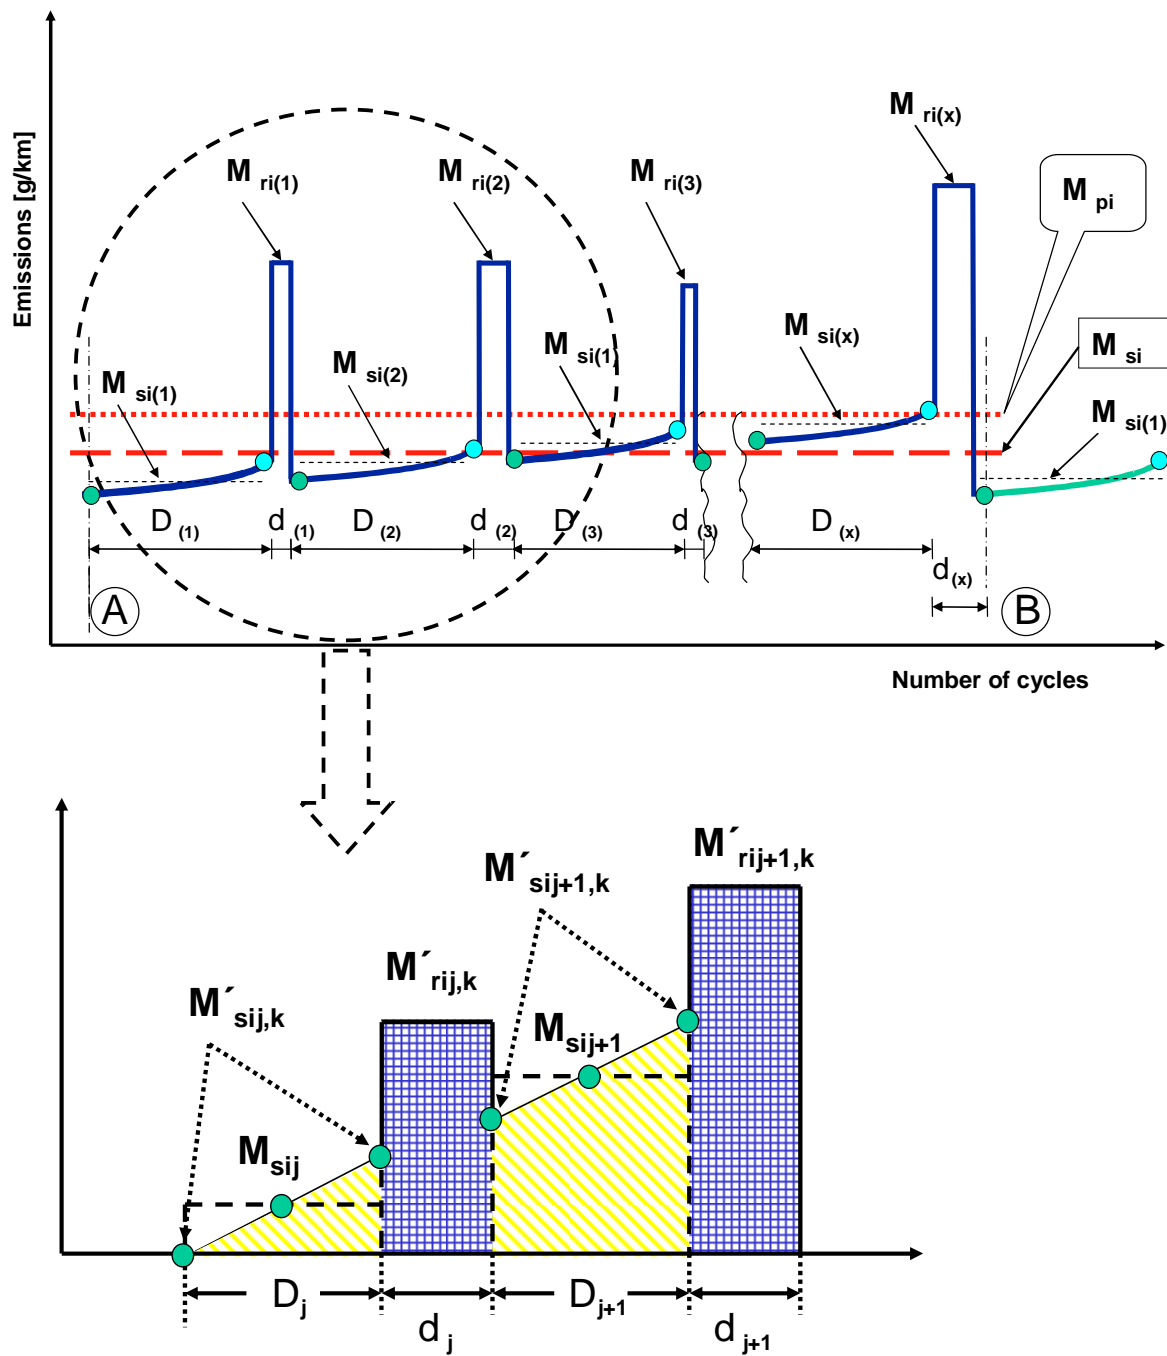 Emissions [g/km]
M ri(1)
M ri(2)
M ri(3)
M ri(x)
M pi
M si(1)
M si(2)
M si(1)
M si(x)
M si
M si(1)
D (1)
d (1)
D (2)
d (2)
D (3)
d (3)
D (x)
d (x)
A
B
Number of cycles
M´sij,k
M´rij,k
M´sij+1,k
M´rij+1,k
Msij
Msij+1
Dj
d j
Dj+1
d j+1